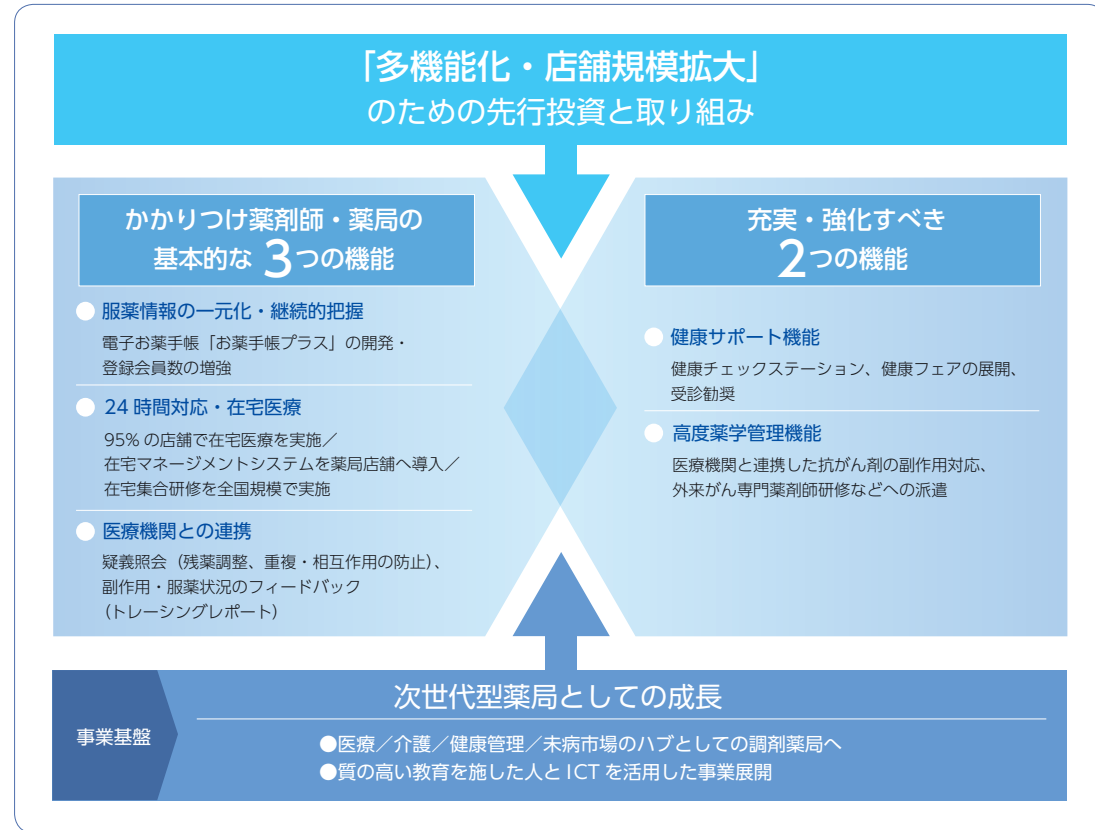 「多機能化・店舗規模拡大」
のための先行投資と取り組み
かかりつけ薬剤師・薬局の
基本的な 3つの機能
● 服薬情報の一元化・継続的把握
電子お薬手帳「お薬手帳プラス」の開発・
登録会員数の増強
● 24時間対応・在宅医療
95%の店舗で在宅医療を実施／
在宅マネージメントシステムを薬局店舗へ導入／
在宅集合研修を全国規模で実施
● 医療機関との連携
疑義照会（残薬調整、重複・相互作用の防止）、
副作用・服薬状況のフィードバック
（トレーシングレポート）
充実・強化すべき
2つの機能
● 健康サポート機能
健康チェックステーション、健康フェアの展開、
受診勧奨
● 高度薬学管理機能
医療機関と連携した抗がん剤の副作用対応、
外来がん専門薬剤師研修などへの派遣
事業基盤
次世代型薬局としての成長
●医療／介護／健康管理／未病市場のハブとしての調剤薬局へ
●質の高い教育を施した人とICTを活用した事業展開